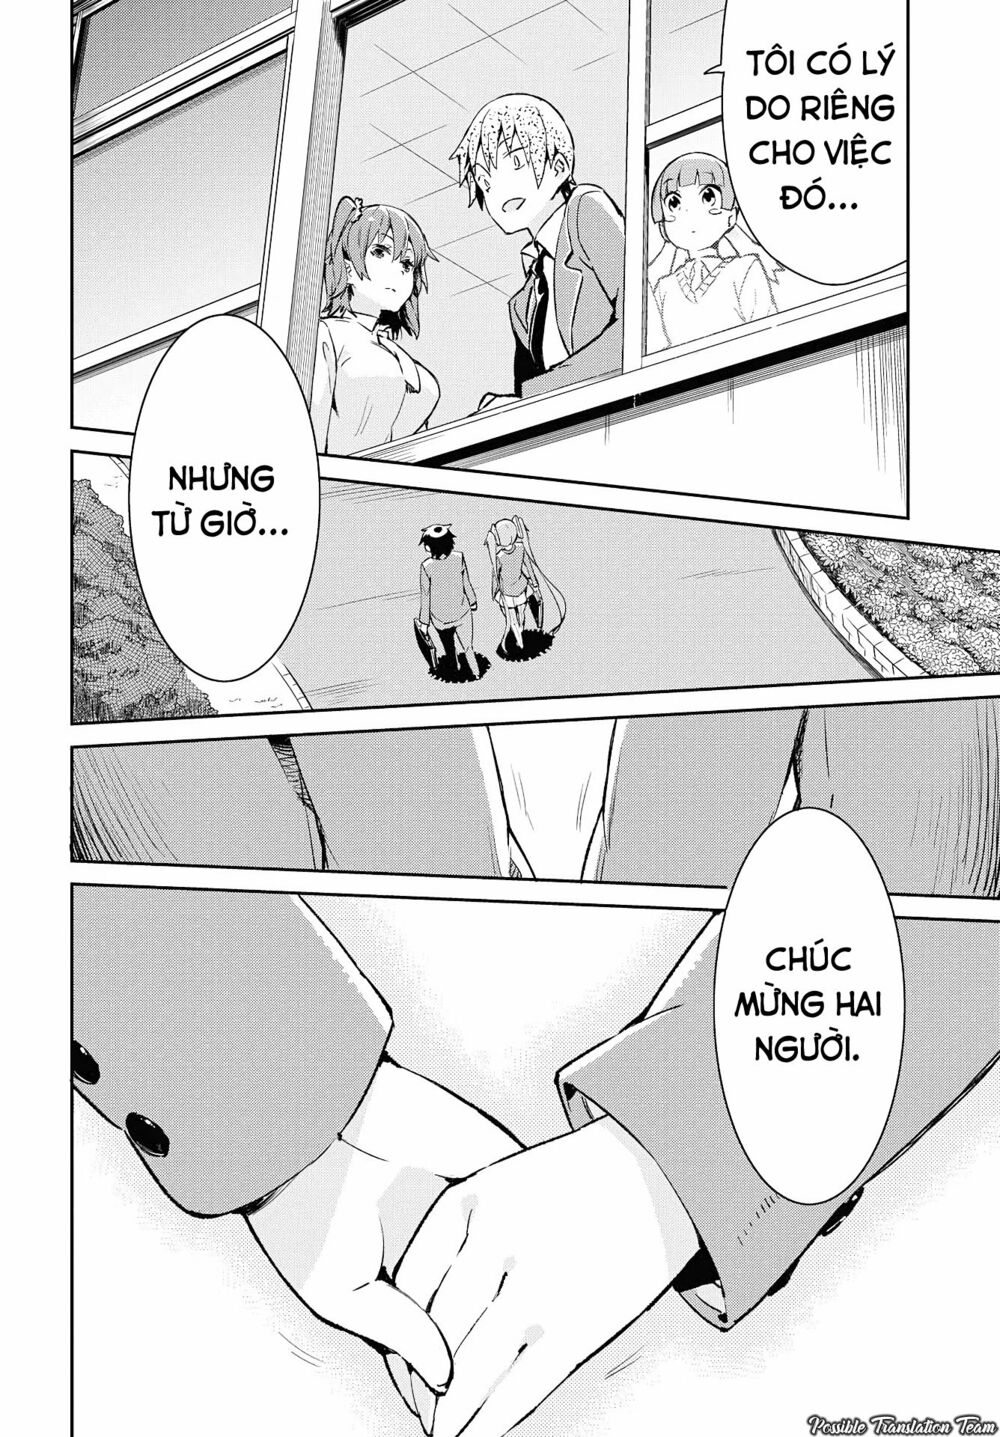 TÔI CÓ LÝ
DO RIÊNG
CHO VIỆC
ĐÓ...
NHƯNG
TỪ GIỜ...
CHÚC
MỪNG HAI
NGƯỜI.
Possible Translation Team